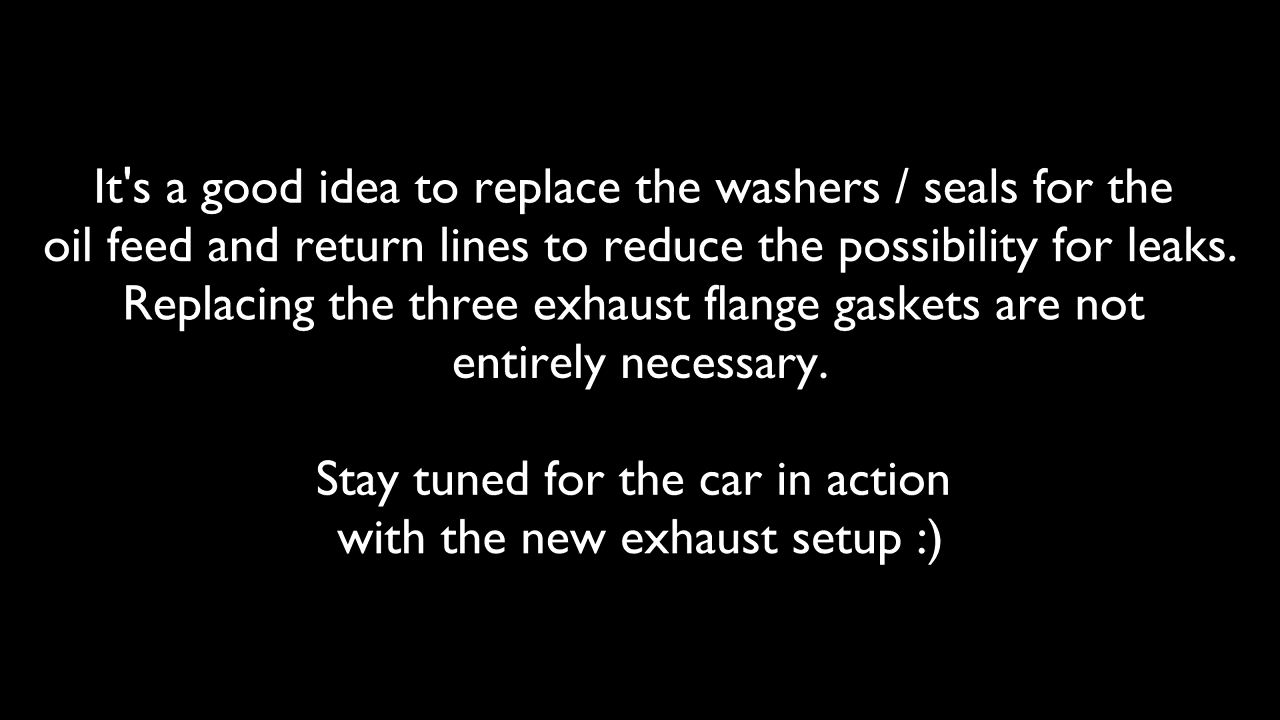 It's a good idea to replace the washers / seals for the
oil feed and return lines to reduce the possibility for leaks.
Replacing the three exhaust flange gaskets are not
entirely necessary.
Stay tuned for the car in action
with the new exhaust setup :)